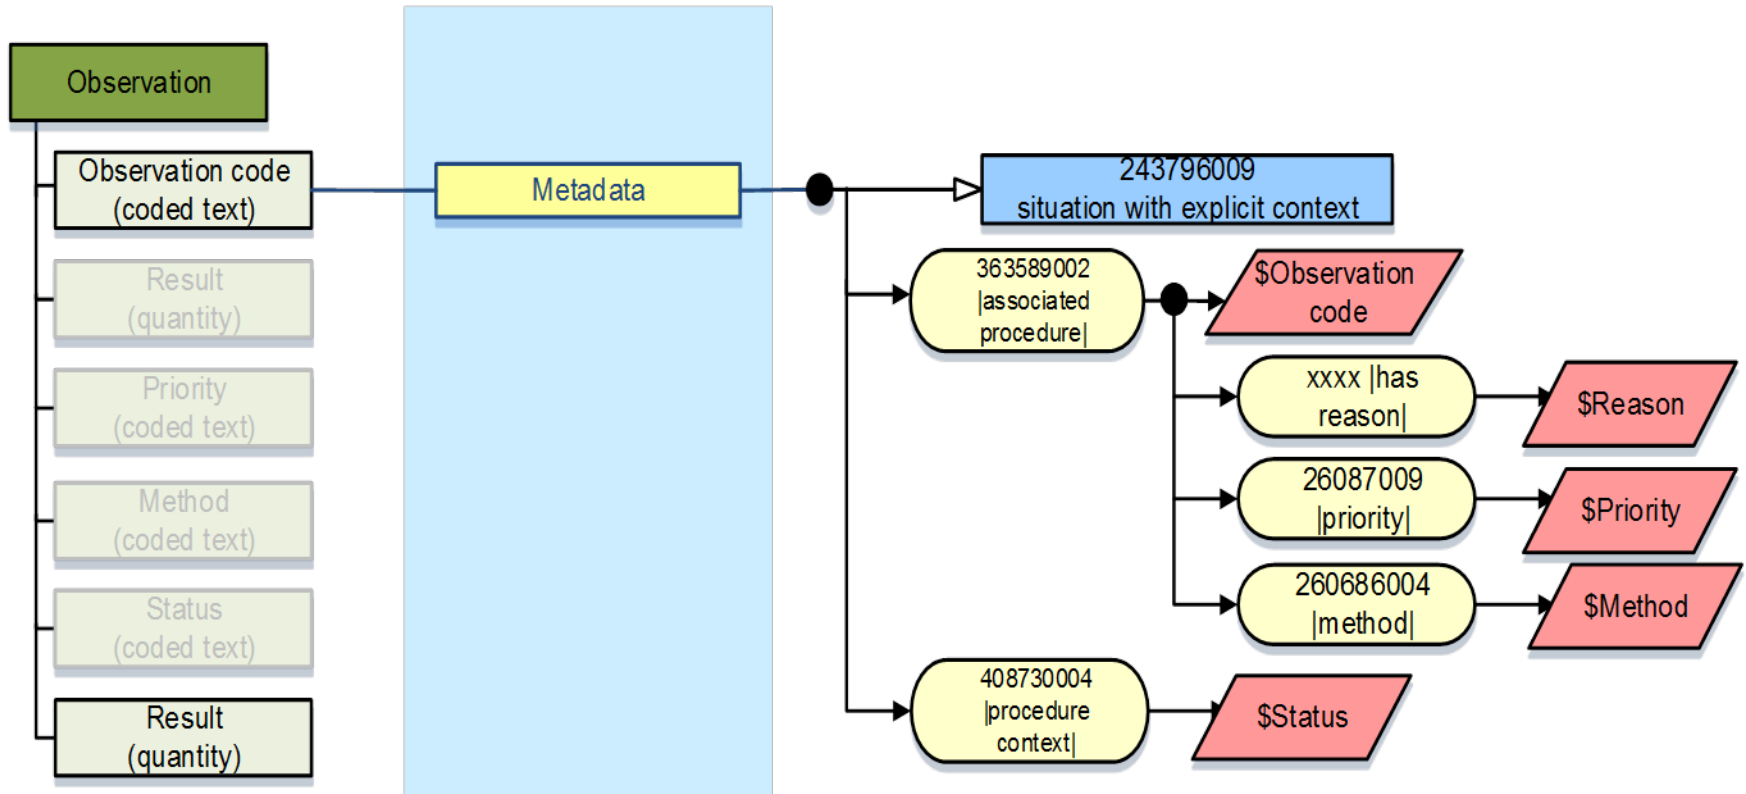 Observation
Observation code
(coded text)
Result
(quantity)
Priority
(coded text)
Method
(coded text)
Status
(coded text)
Result
(quantity)
Metadata
243796009
situation with explicit context
363589002
|associated
procedure|
$Observation
code
xxxx |has
reason|
$Reason
26087009
|priority|
$Priority
260686004
|method|
$Method
408730004
|procedure
context|
$Status